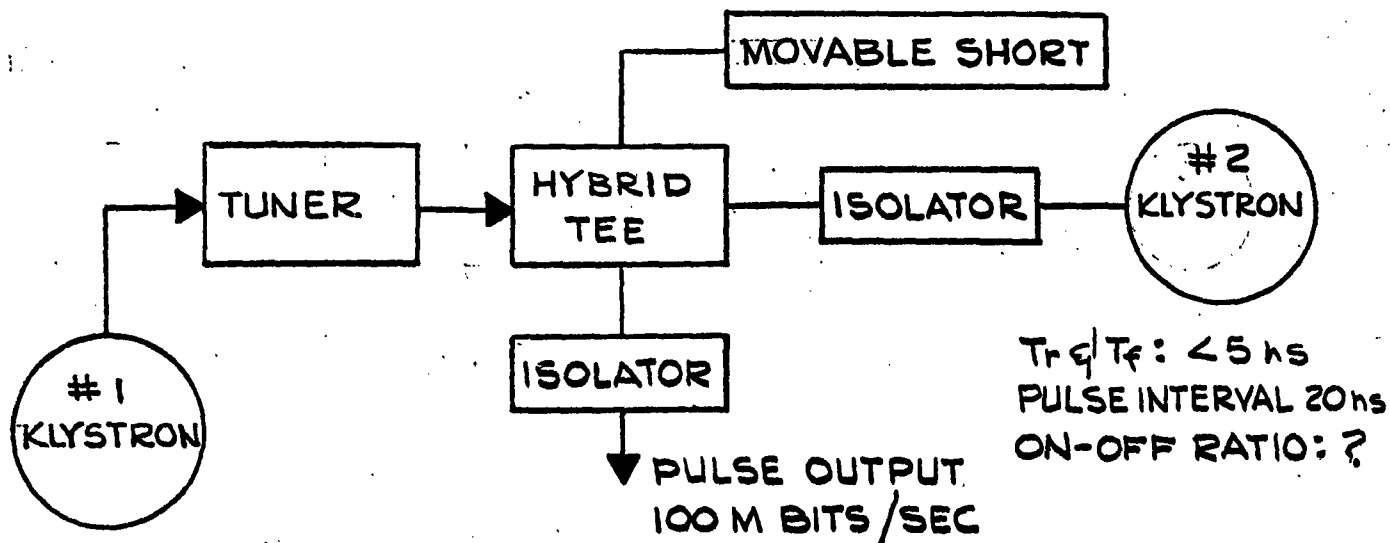 MOVABLE SHORT
TUNER
HYBRID
TEE
ISOLATOR
#2
KLYSTRON
#1
KLYSTRON
ISOLATOR
PULSE OUTPUT
100 M BITS/SEC
Tr & Tf: <5 ns
PULSE INTERVAL 20 ns
ON-OFF RATIO: ?